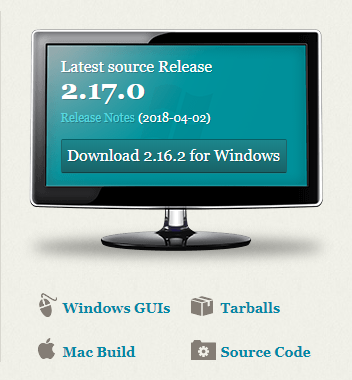 Latest source Release
2.17.0
Release Notes (2018-04-02)
Download 2.16.2 for Windows
Windows GUIs
Tarballs
Mac Build
Source Code